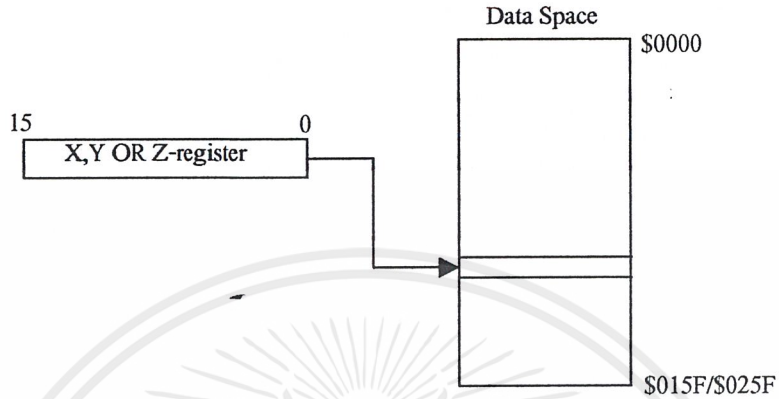 Data Space
$0000
15 0
X,Y OR Z-register
$015F/$025F